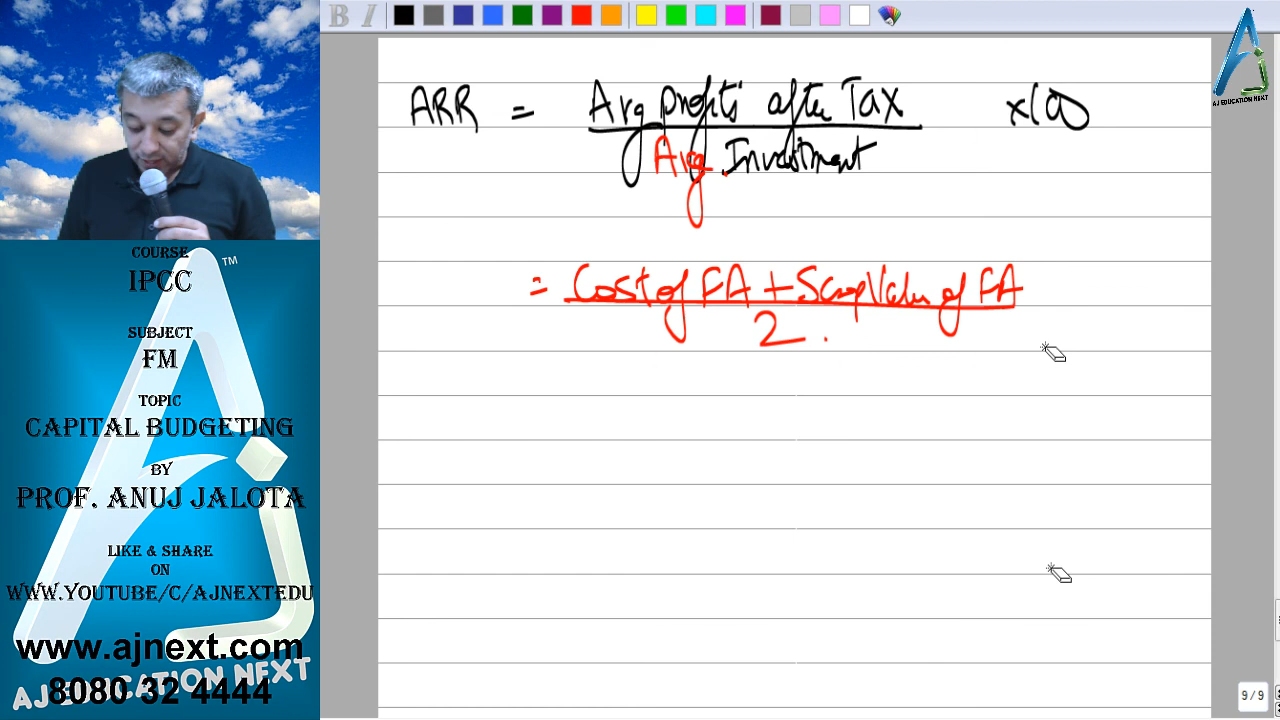 B I
ARR = Avg profits after Tax x100
Avg. Investment
= Cost of FA + Scrap Value of FA
2.
AJ EDUCATION NEXT
COURSE
IPCC
SUBJECT
FM
TOPIC
CAPITAL BUDGETING
BY
PROF. ANUJ JALOTA
LIKE & SHARE
ON
WWW.YOUTUBE/C/AJNEXTEDU
www.ajnext.com
AJ EDUCATION NEXT
8080 32 4444
TM
9/9